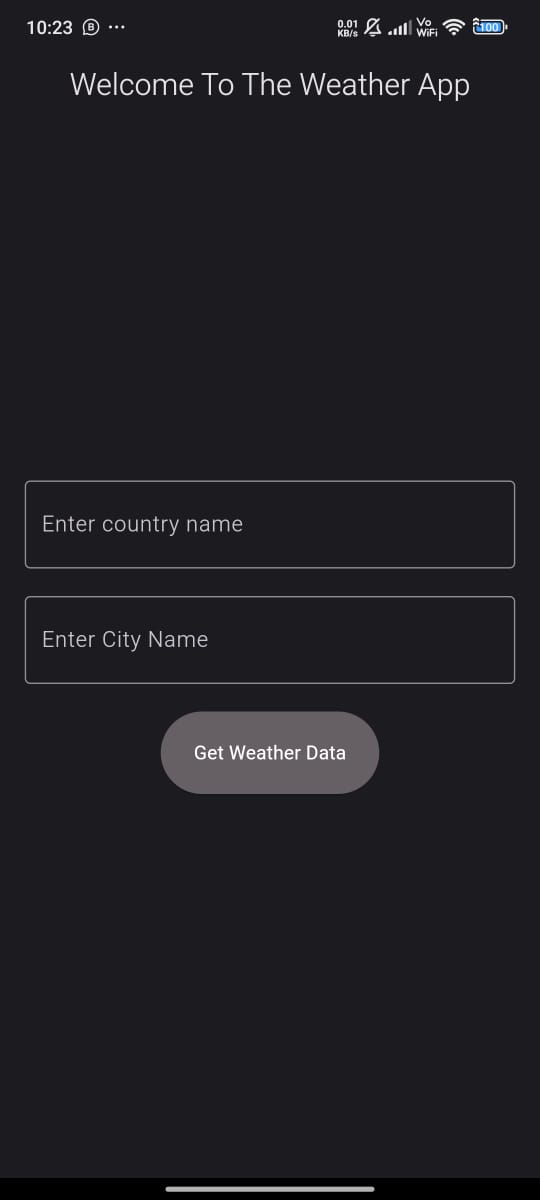 10:23 B ... 0.01 KB/s Vo WiFi 100
Welcome To The Weather App
Enter country name
Enter City Name
Get Weather Data